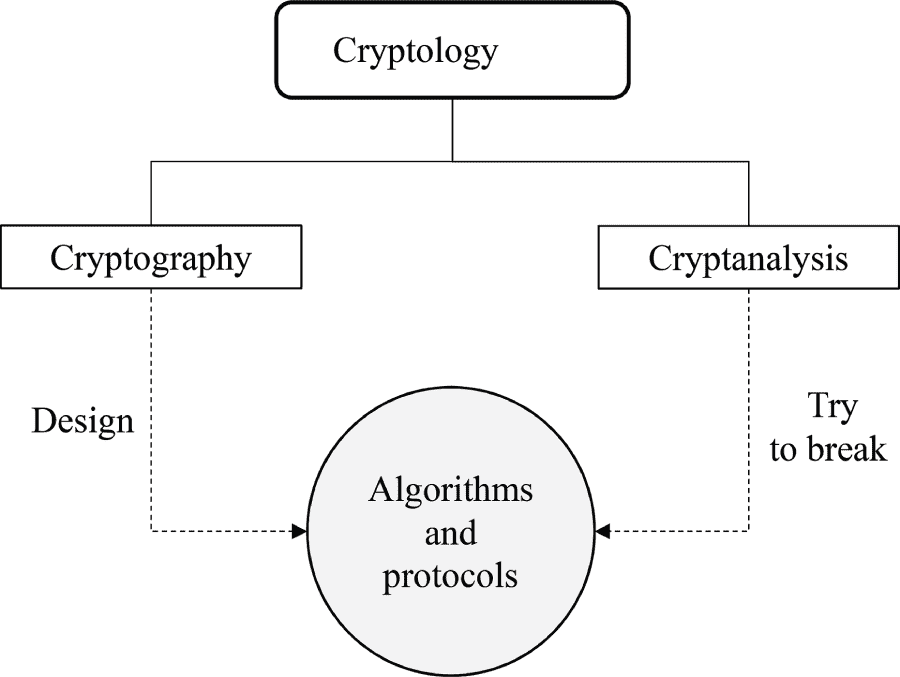 Cryptology
Cryptography
Cryptanalysis
Design
Try
to break
Algorithms
and
protocols